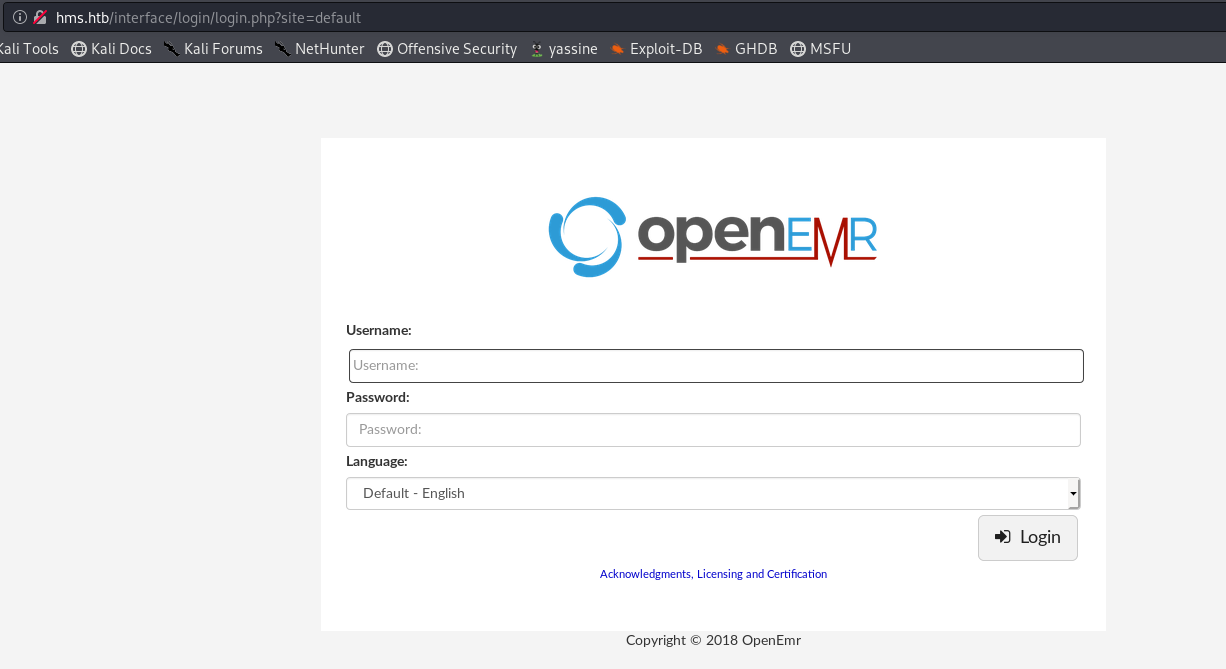 hms.htb/interface/login/login.php?site=default
Kali Tools Kali Docs Kali Forums NetHunter Offensive Security yassine Exploit-DB GHDB MSFU
openEMR
Username:
Username:
Password:
Password:
Language:
Default - English
Login
Acknowledgments, Licensing and Certification
Copyright © 2018 OpenEmr